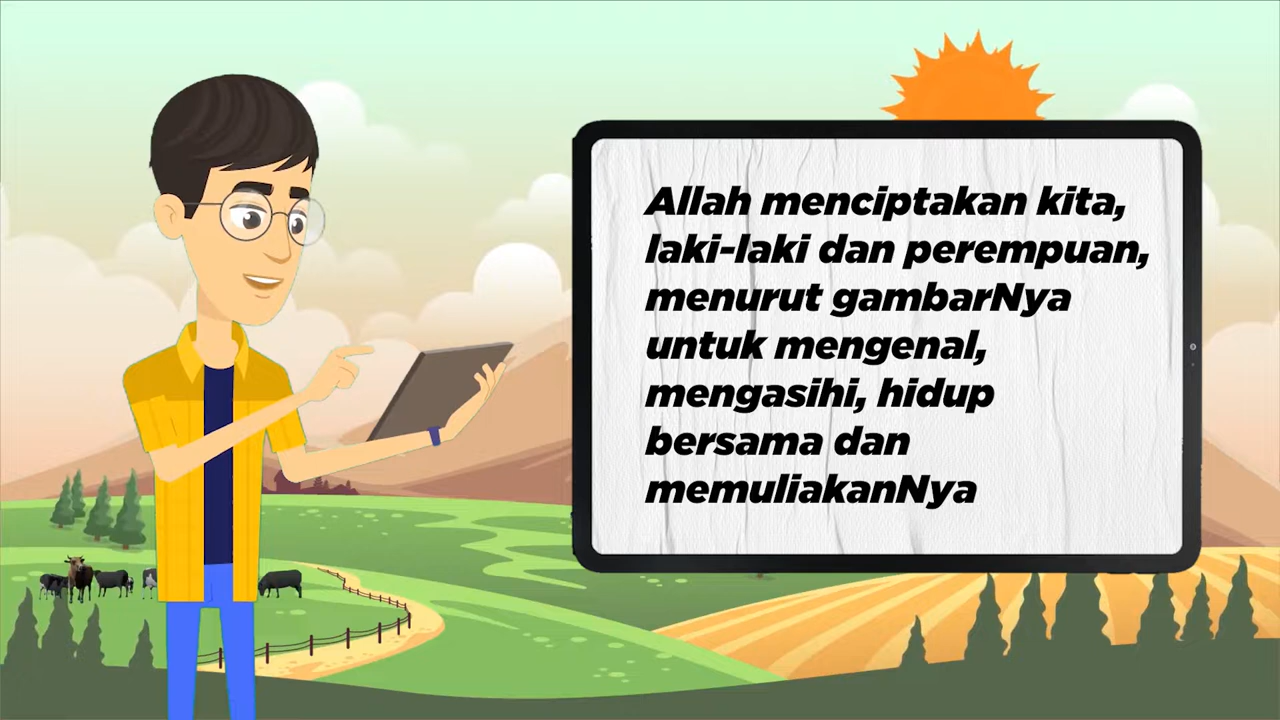 Allah menciptakan kita,
laki-laki dan perempuan,
menurut gambarNya
untuk mengenal,
mengasihi, hidup
bersama dan
memuliakanNya